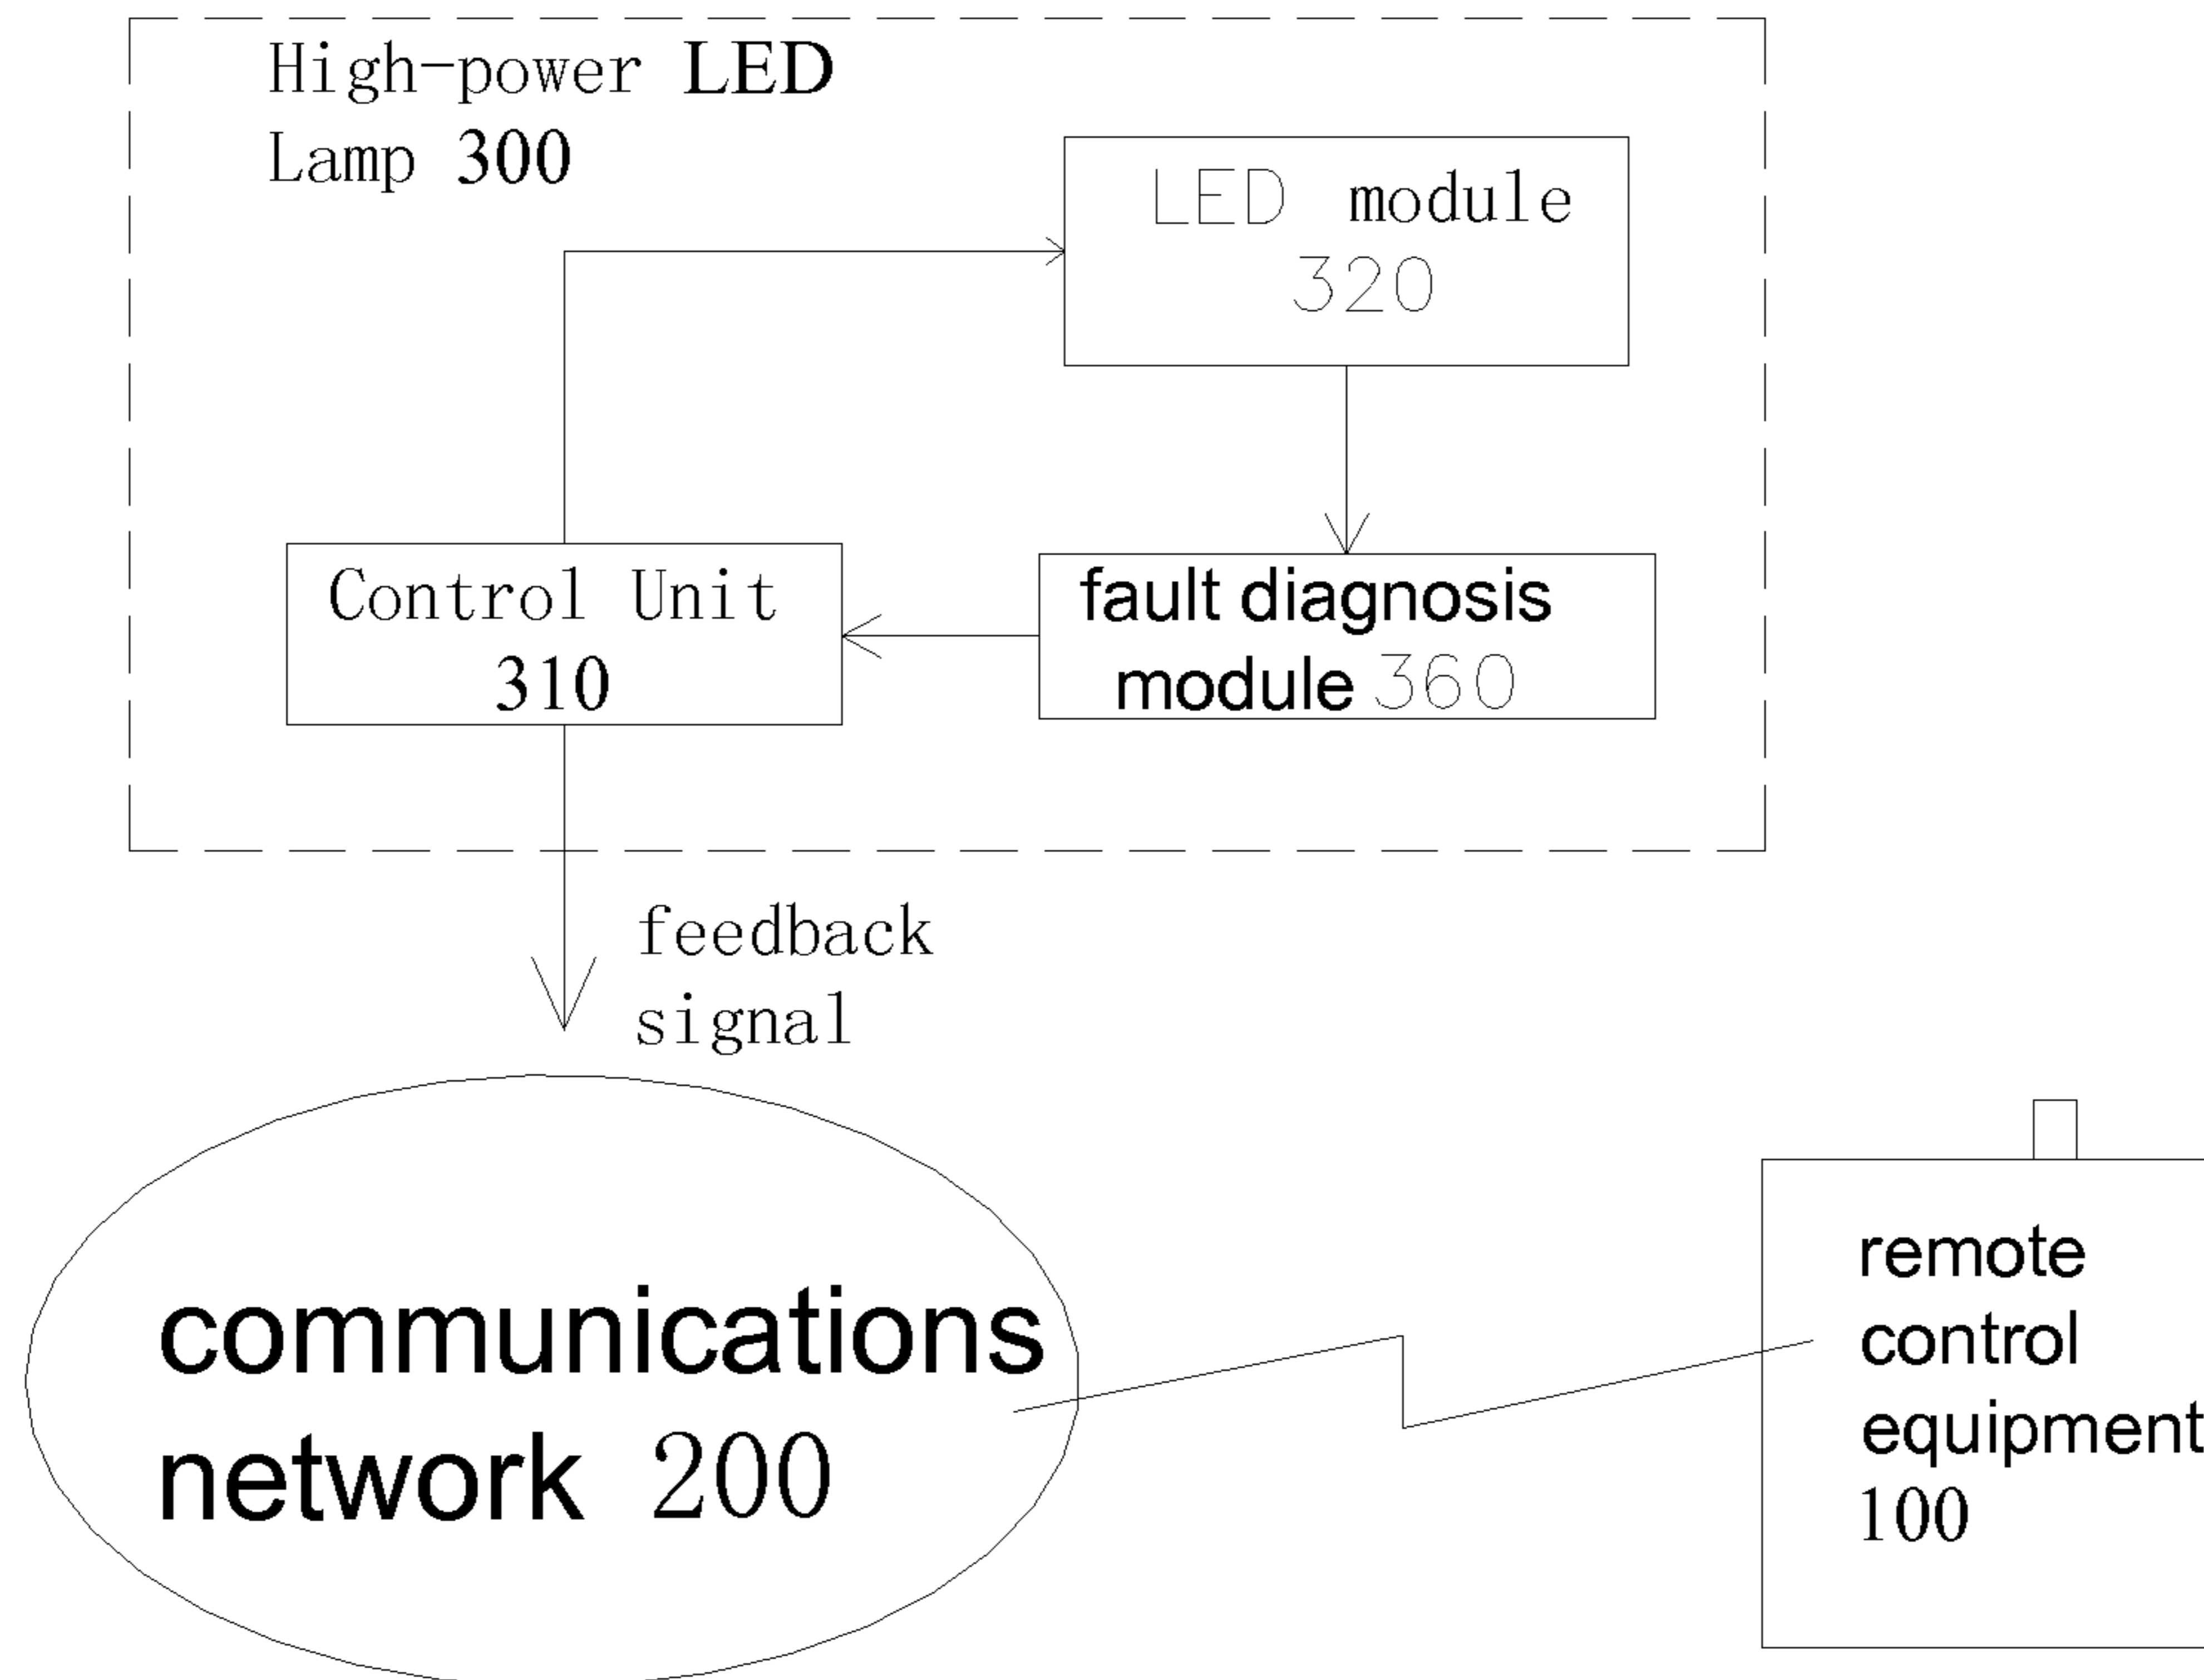 High-power LED
Lamp 300
LED module
320
Control Unit
310
fault diagnosis
module 360
feedback
signal
communications
network 200
remote
control
equipment
100